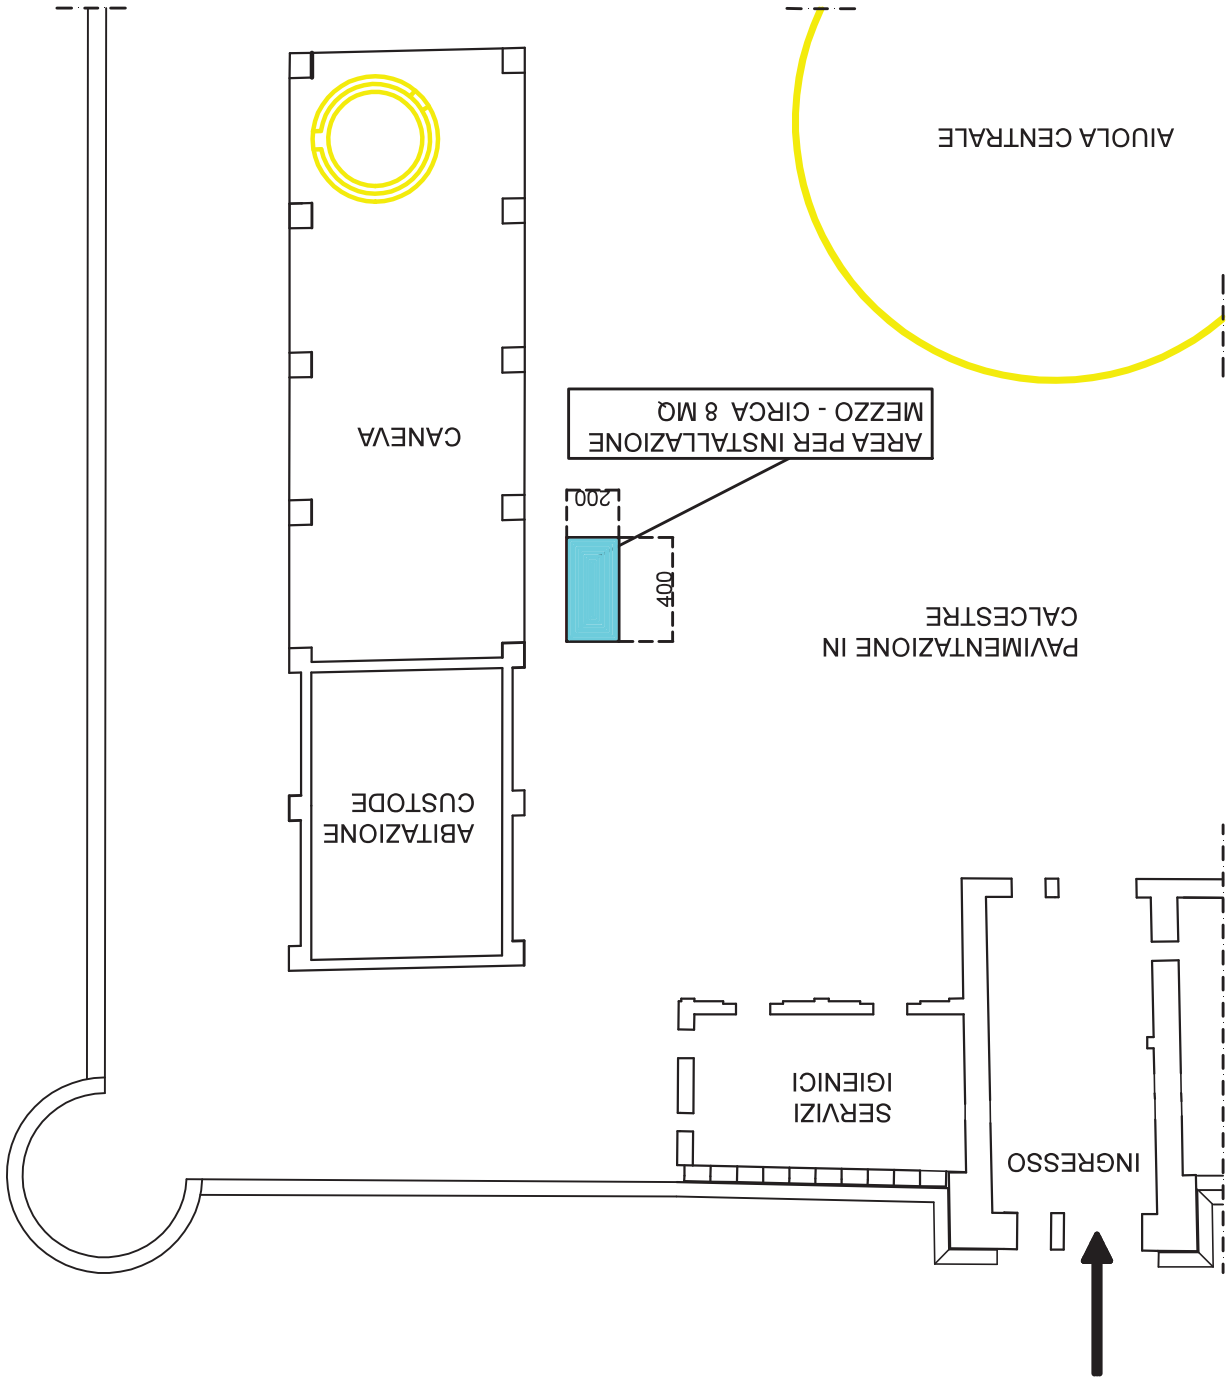 INGRESSO
SERVIZI
IGIENICI
ABITAZIONE
CUSTODE
PAVIMENTAZIONE IN
CALCESTRE
400
200
AREA PER INSTALLAZIONE
MEZZO - CIRCA 8 MQ
CANEVA
AIUOLA CENTRALE